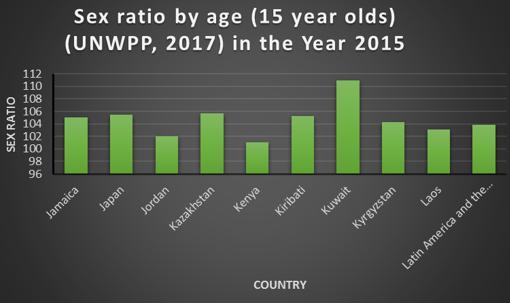 Sex ratio by age (15 year olds)
(UNWPP, 2017) in the Year 2015
SEX RATIO
112
110
108
106
104
102
100
98
96
Jamaica
Japan
Jordan
Kazakhstan
Kenya
Kiribati
Kuwait
Kyrgyzstan
Laos
Latin America and the...
COUNTRY